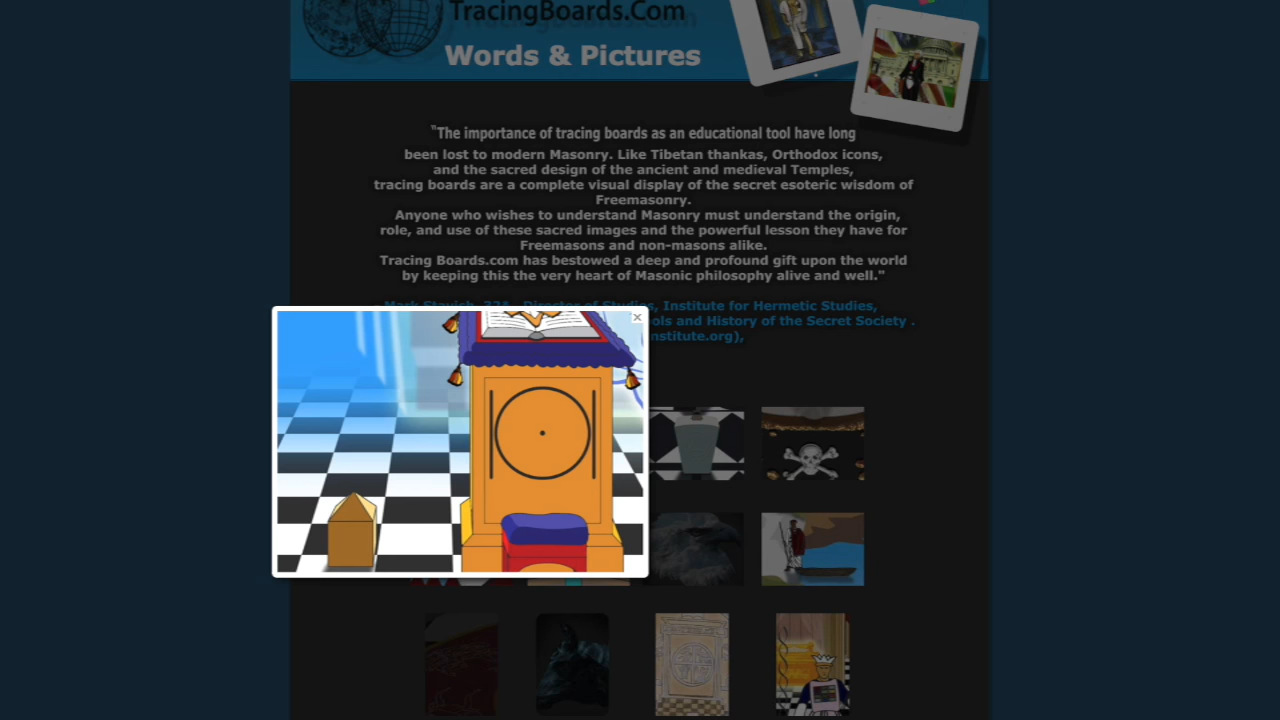 TracingBoards.Com
Words & Pictures
"The importance of tracing boards as an educational tool have long
been lost to modern Masonry. Like Tibetan thankas, Orthodox icons,
and the sacred design of the ancient and medieval Temples,
tracing boards are a complete visual display of the secret esoteric wisdom of
Freemasonry.
Anyone who wishes to understand Masonry must understand the origin,
role, and use of these sacred images and the powerful lesson they have for
Freemasons and non-masons alike.
Tracing Boards.com has bestowed a deep and profound gift upon the world
by keeping this the very heart of Masonic philosophy alive and well."
Mark Stavish, 32°, Director of Studies, Institute for Hermetic Studies,
and History of the Secret Society .